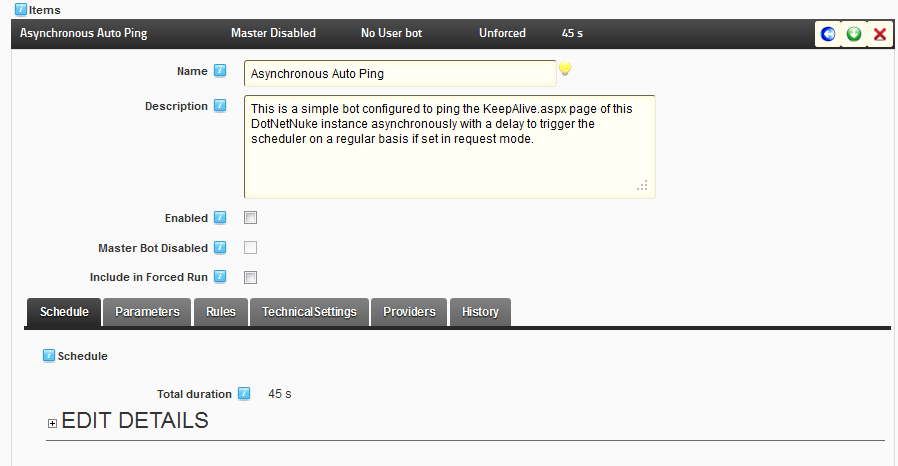 Items
Asynchronous Auto Ping Master Disabled No User bot Unforced 45 s
Name Asynchronous Auto Ping
Description This is a simple bot configured to ping the KeepAlive.aspx page of this
DotNetNuke instance asynchronously with a delay to trigger the
scheduler on a regular basis if set in request mode.
Enabled
Master Bot Disabled
Include in Forced Run
Schedule Parameters Rules TechnicalSettings Providers History
Schedule
Total duration 45 s
EDIT DETAILS